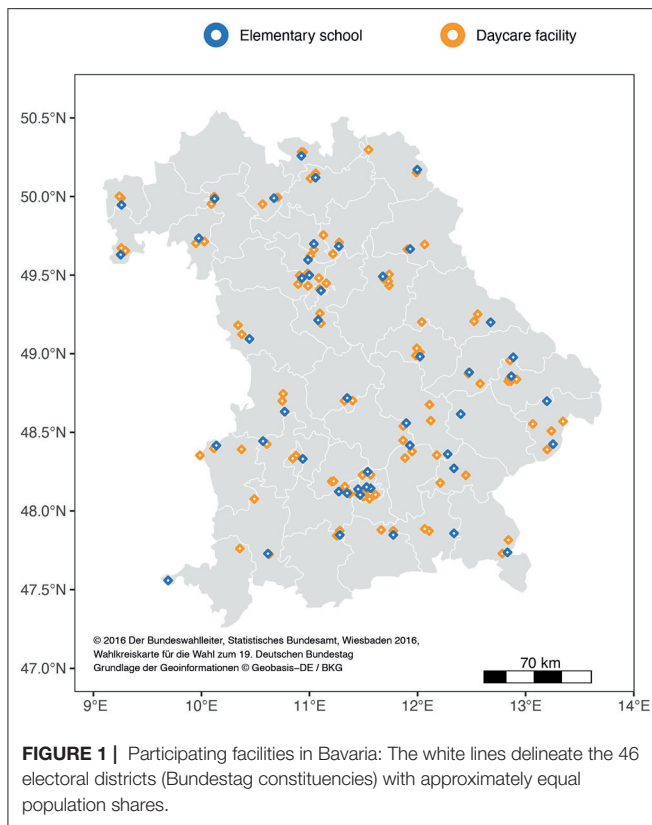 Elementary school Daycare facility
50.5°N
50.0°N
49.5°N
49.0°N
48.5°N
48.0°N
47.5°N
47.0°N
© 2016 Der Bundeswahlleiter, Statistisches Bundesamt, Wiesbaden 2016,
Wahlkreiskarte für die Wahl zum 19. Deutschen Bundestag
Grundlage der Geoinformationen © Geobasis–DE / BKG
70 km
9°E 10°E 11°E 12°E 13°E 14°E
FIGURE 1 | Participating facilities in Bavaria: The white lines delineate the 46
electoral districts (Bundestag constituencies) with approximately equal
population shares.